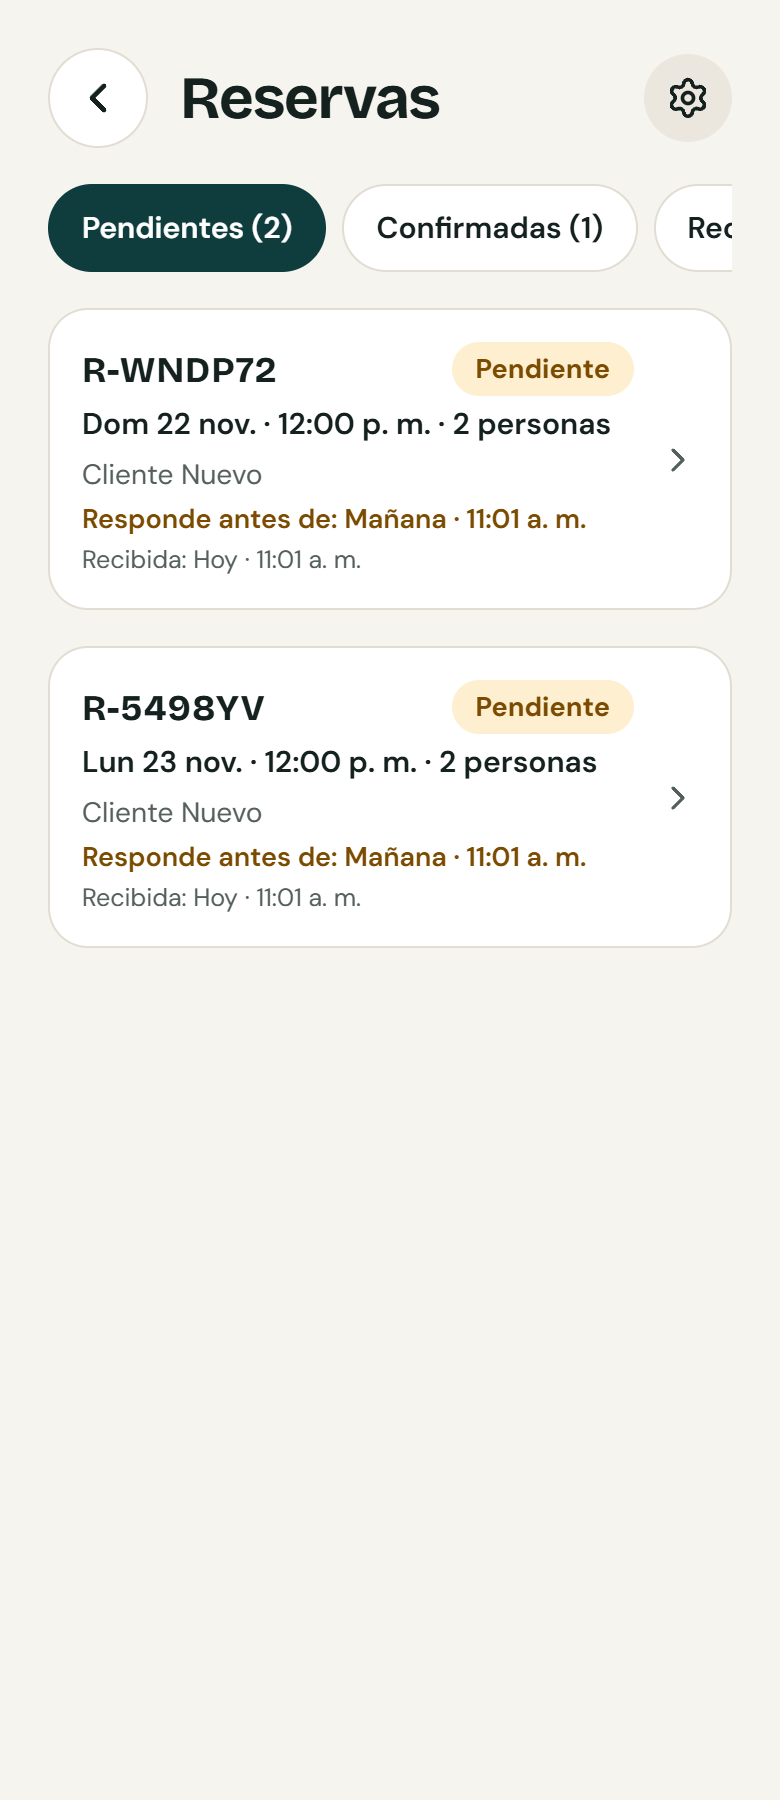 Reservas
Pendientes (2)
Confirmadas (1)
R-WNDP72
Pendiente
Dom 22 nov. · 12:00 p. m. · 2 personas
Cliente Nuevo
Responde antes de: Mañana · 11:01 a. m.
Recibida: Hoy · 11:01 a. m.
R-5498YV
Pendiente
Lun 23 nov. · 12:00 p. m. · 2 personas
Cliente Nuevo
Responde antes de: Mañana · 11:01 a. m.
Recibida: Hoy · 11:01 a. m.